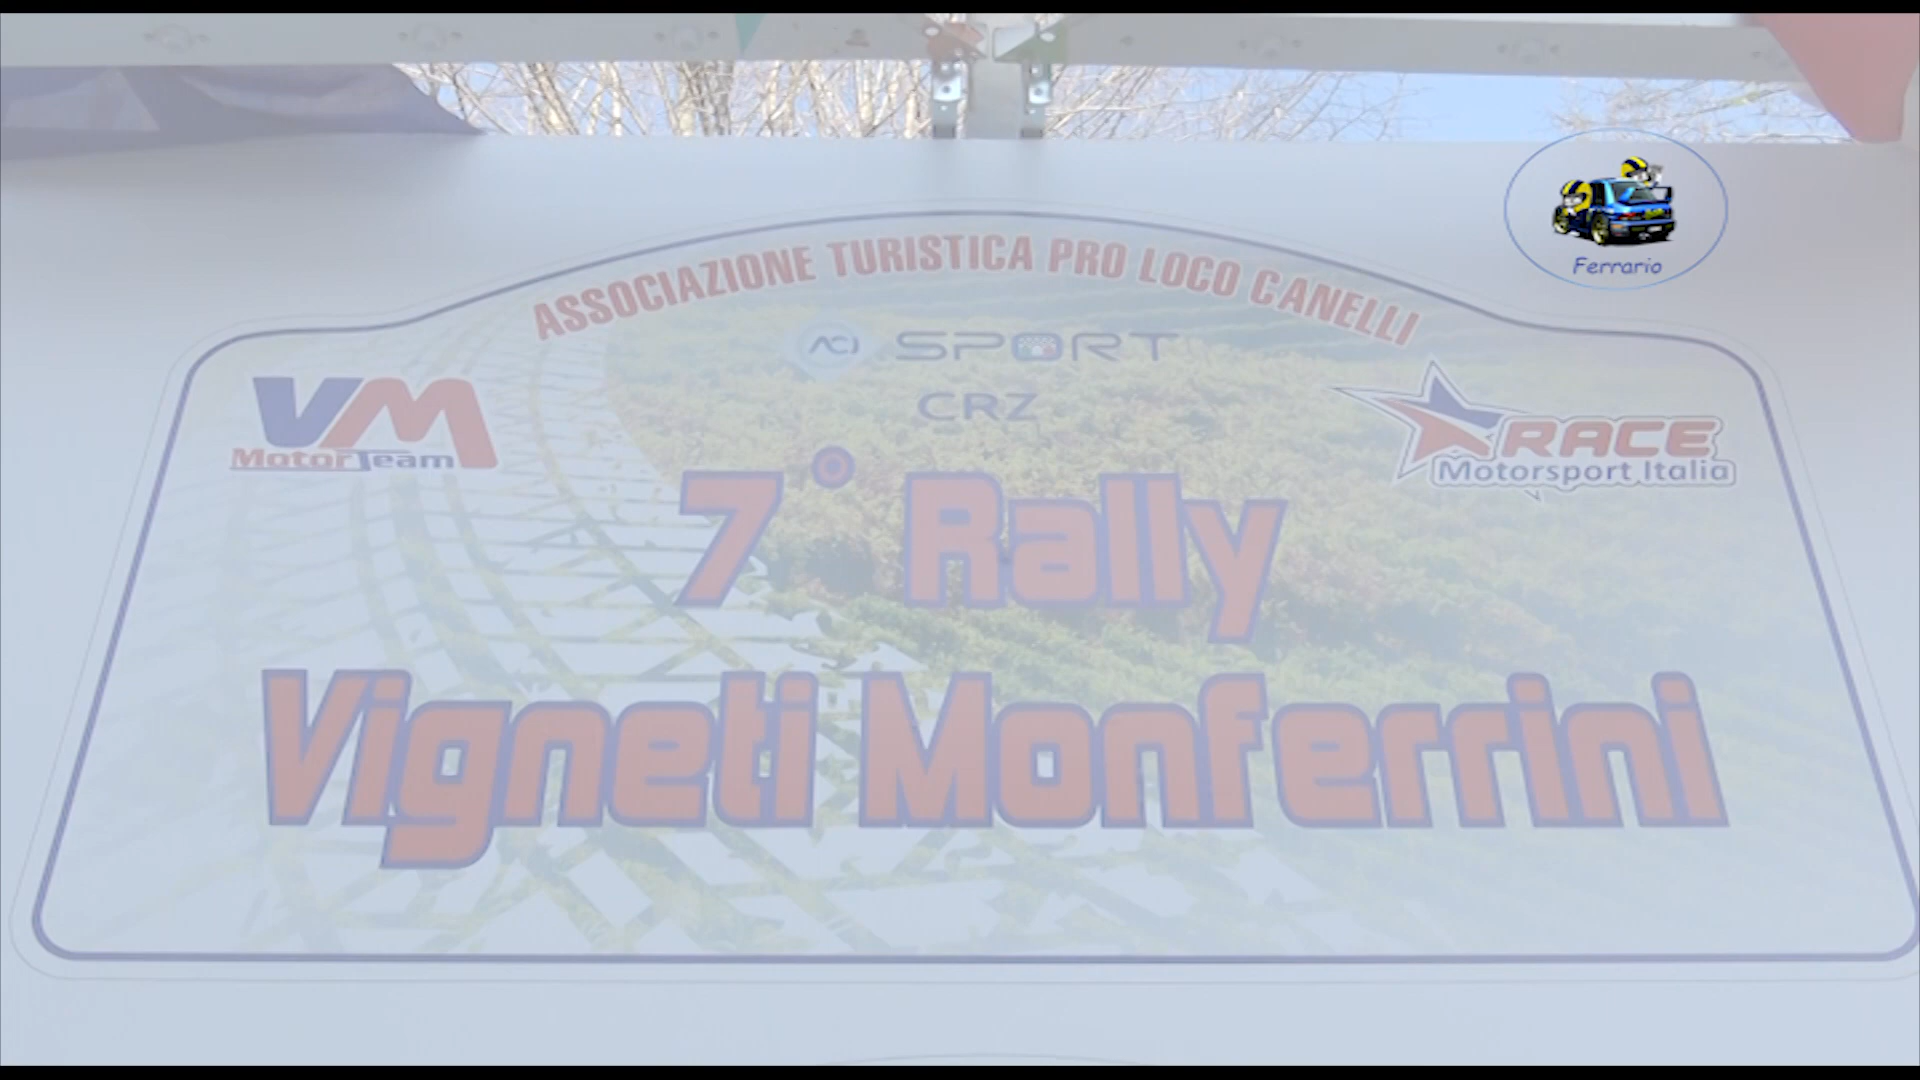 Ferrario
ASSOCIAZIONE TURISTICA PRO LOCO CANELLI
ACI SPORT
CRZ
VM
MotorTeam
RACE
Motorsport Italia
7° Rally
Vigneti Monferrini